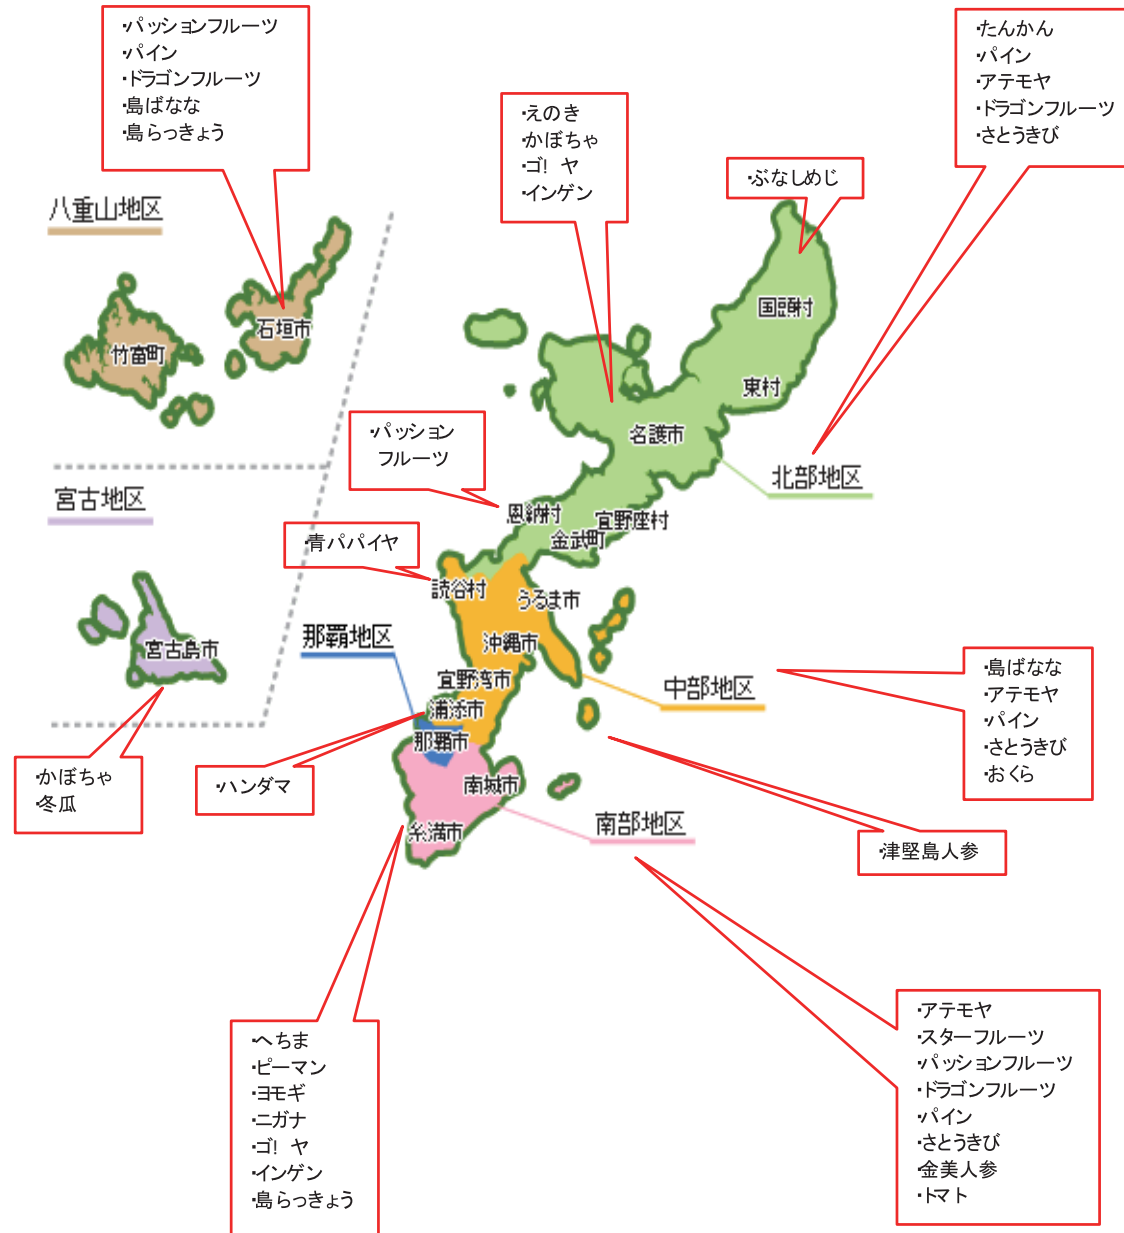 ・パッションフルーツ
・パイン
・ドラゴンフルーツ
・島ばなな
・島らっきょう
・えのき
・かぼちゃ
・ゴ! ヤ
・インゲン
・たんかん
・パイン
・アテモヤ
・ドラゴンフルーツ
・さとうきび
・ぶなしめじ
八重山地区
石垣市
竹富町
国頭村
東村
名護市
北部地区
・パッション
フルーツ
宮古地区
恩納村
宜野座村
金武町
・青パパイヤ
読谷村
うるま市
那覇地区
沖縄市
宮古島市
宜野湾市
中部地区
浦添市
那覇市
・島ばなな
・アテモヤ
・パイン
・さとうきび
・おくら
・かぼちゃ
・冬瓜
・ハンダマ
南城市
南部地区
糸満市
・津堅島人参
・へちま
・ピーマン
・ヨモギ
・ニガナ
・ゴ! ヤ
・インゲン
・島らっきょう
・アテモヤ
・スターフルーツ
・パッションフルーツ
・ドラゴンフルーツ
・パイン
・さとうきび
・金美人参
・トマト